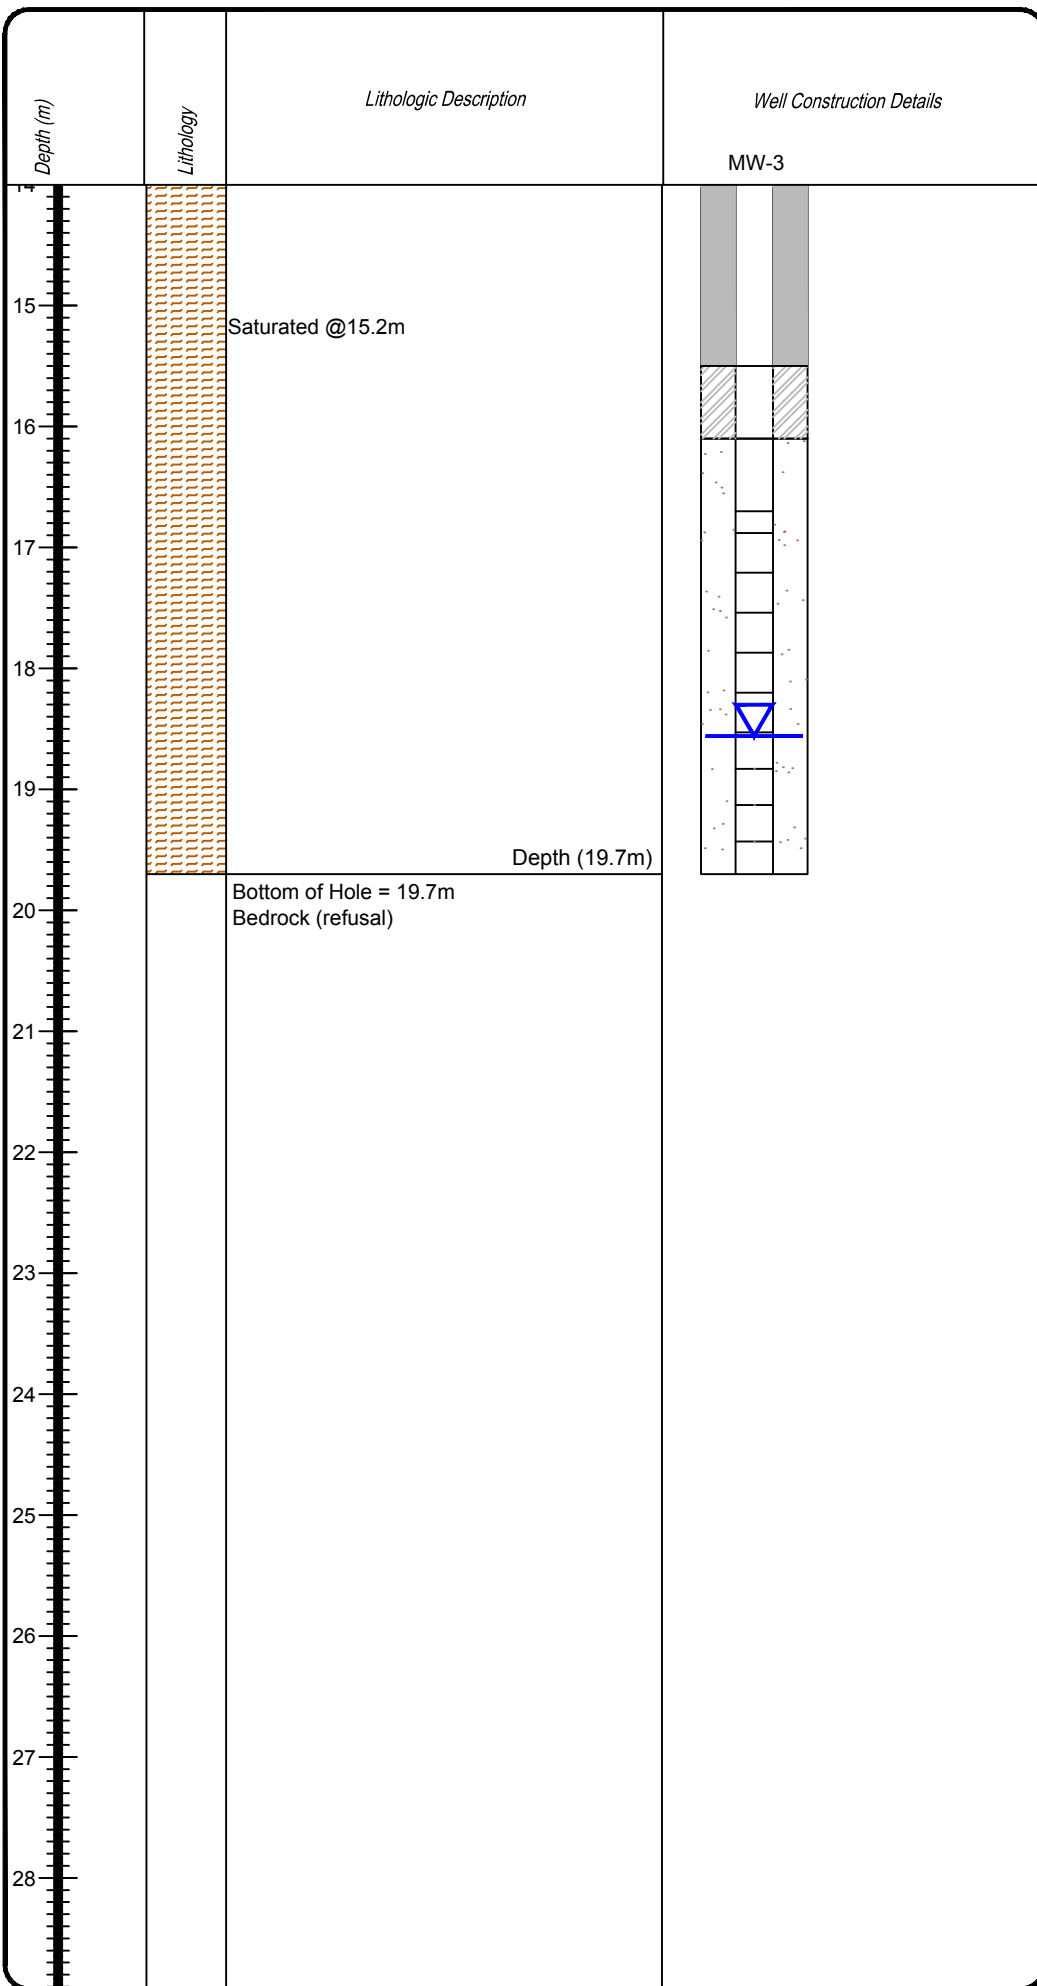 Depth (m)
Lithology
Lithologic Description
Well Construction Details
MW-3
14
15
Saturated @15.2m
16
17
18
19
Depth (19.7m)
Bottom of Hole = 19.7m
20
Bedrock (refusal)
21
22
23
24
25
26
27
28